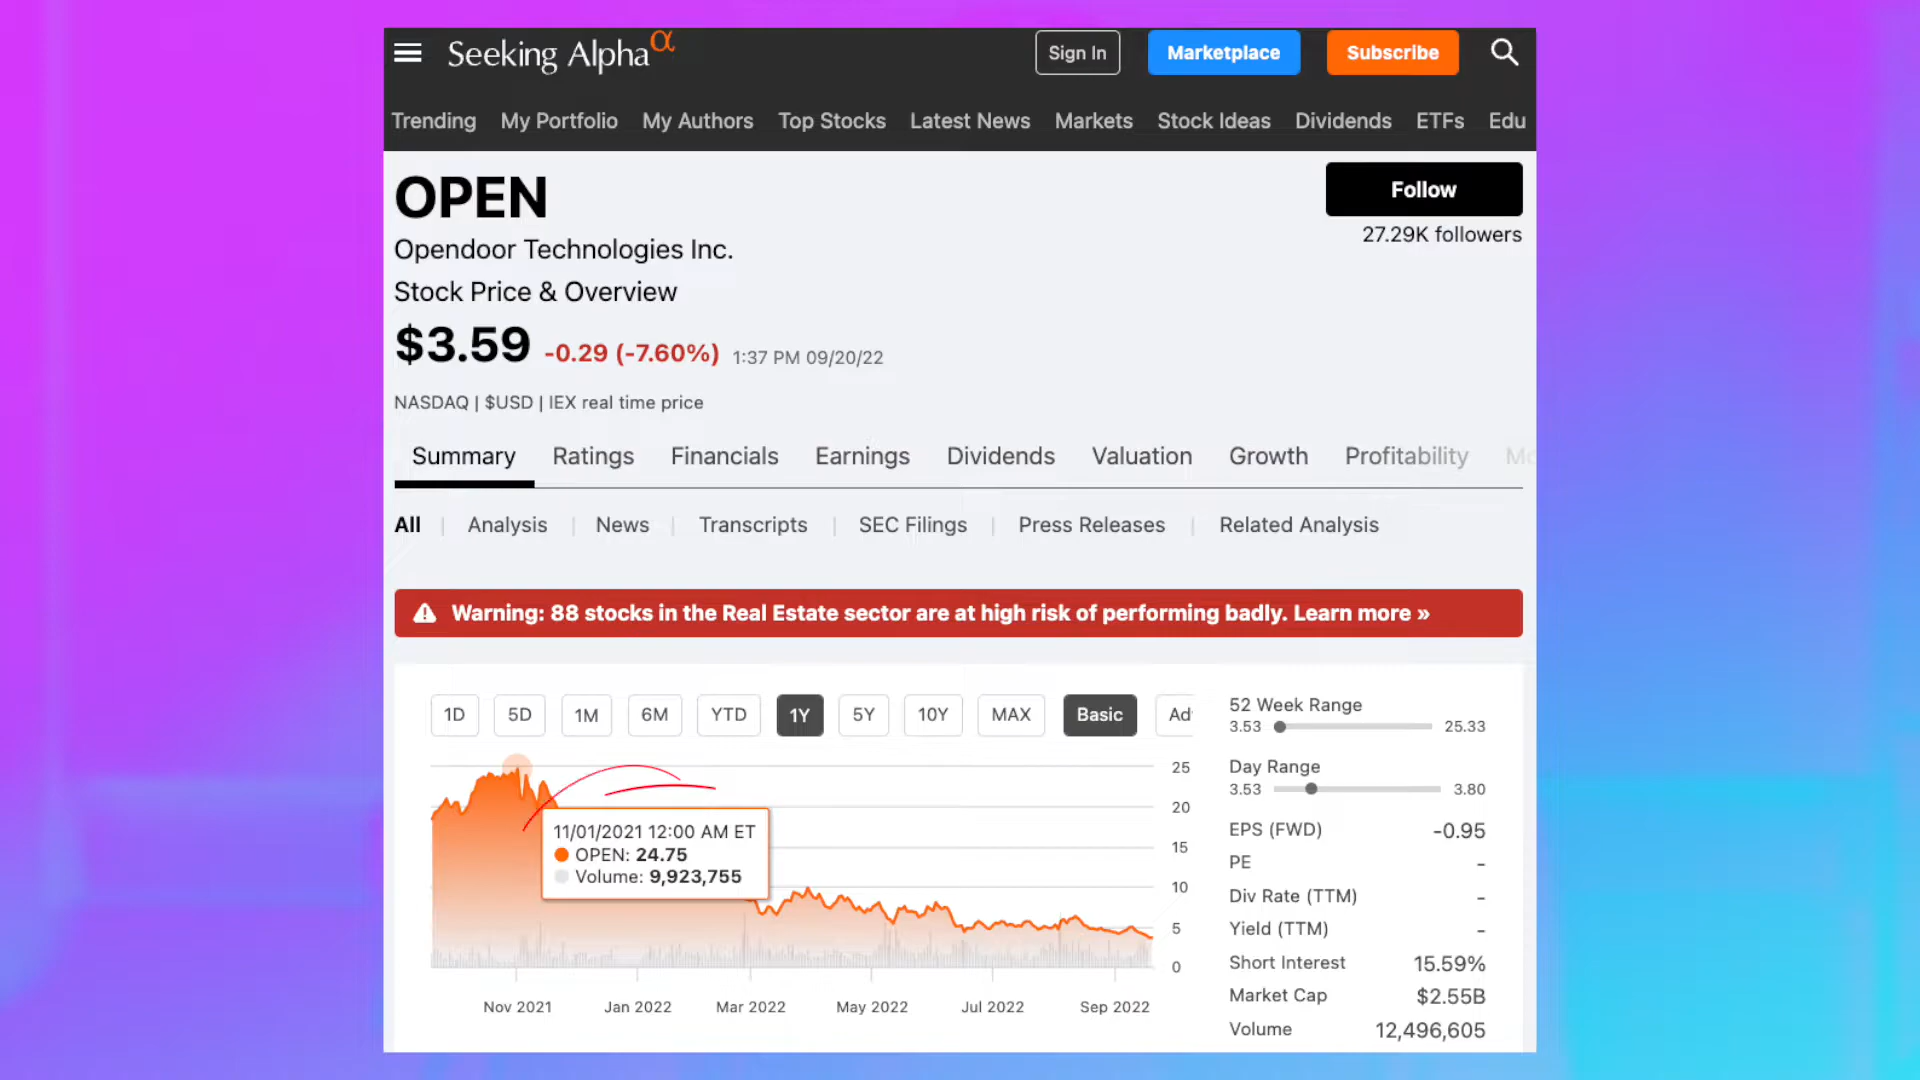 Seeking Alpha α
Sign In
Marketplace
Subscribe
Trending My Portfolio My Authors Top Stocks Latest News Markets Stock Ideas Dividends ETFs Edu
OPEN
Follow
27.29K followers
Opendoor Technologies Inc.
Stock Price & Overview
$3.59 -0.29 (-7.60%) 1:37 PM 09/20/22
NASDAQ | $USD | IEX real time price
Summary Ratings Financials Earnings Dividends Valuation Growth Profitability Mo
All | Analysis | News | Transcripts | SEC Filings | Press Releases | Related Analysis
Warning: 88 stocks in the Real Estate sector are at high risk of performing badly. Learn more »
1D 5D 1M 6M YTD 1Y 5Y 10Y MAX Basic Ad
25
20
15
10
5
0
11/01/2021 12:00 AM ET
OPEN: 24.75
Volume: 9,923,755
Nov 2021 Jan 2022 Mar 2022 May 2022 Jul 2022 Sep 2022
52 Week Range
3.53 25.33
Day Range
3.53 3.80
EPS (FWD) -0.95
PE -
Div Rate (TTM) -
Yield (TTM) -
Short Interest 15.59%
Market Cap $2.55B
Volume 12,496,605